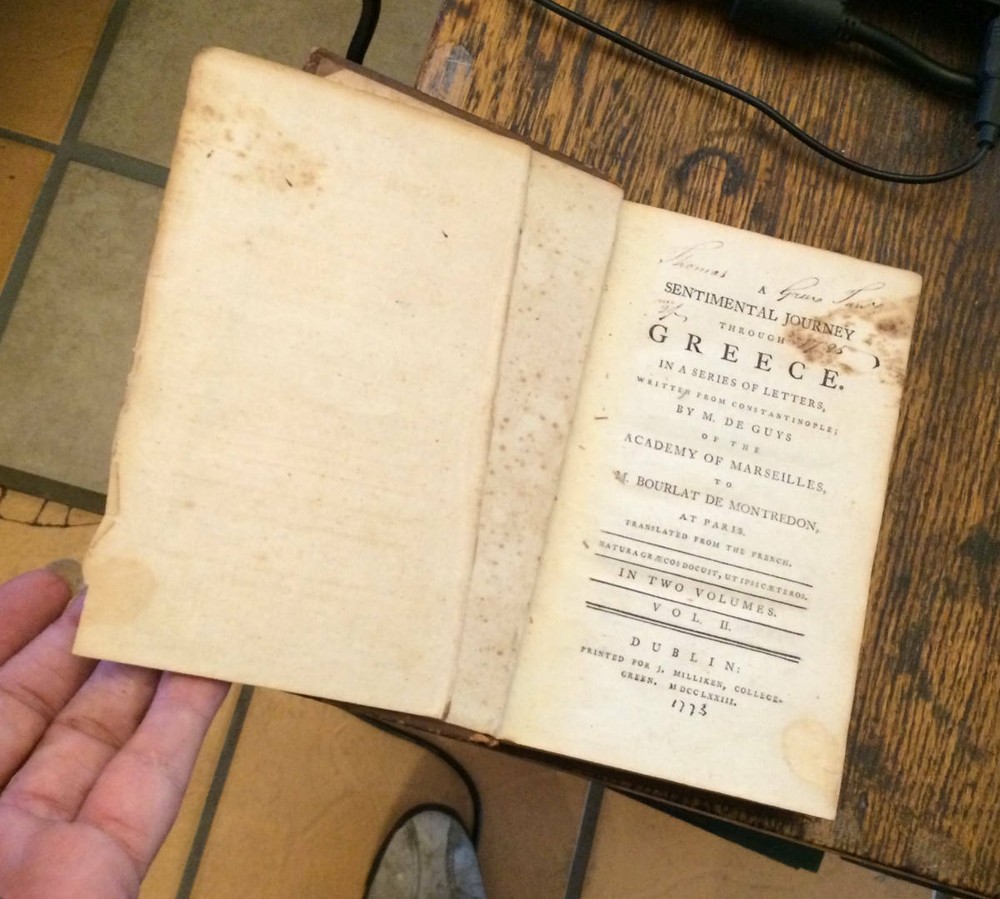 Thomas
A
SENTIMENTAL JOURNEY
THROUGH
GREECE.
IN A SERIES OF LETTERS,
WRITTEN FROM CONSTANTINOPLE;
BY M. DE GUYS
OF THE
ACADEMY OF MARSEILLES,
TO
M. BOURLAT DE MONTREDON,
AT PARIS.
TRANSLATED FROM THE FRENCH.
NATURA GRÆCOS DOCUIT, UT IPSI CÆTEROS.
IN TWO VOLUMES.
VOL. II.
DUBLIN:
PRINTED FOR J. MILLIKEN, COLLEGE-
GREEN. MDCCLXXIII.
1773